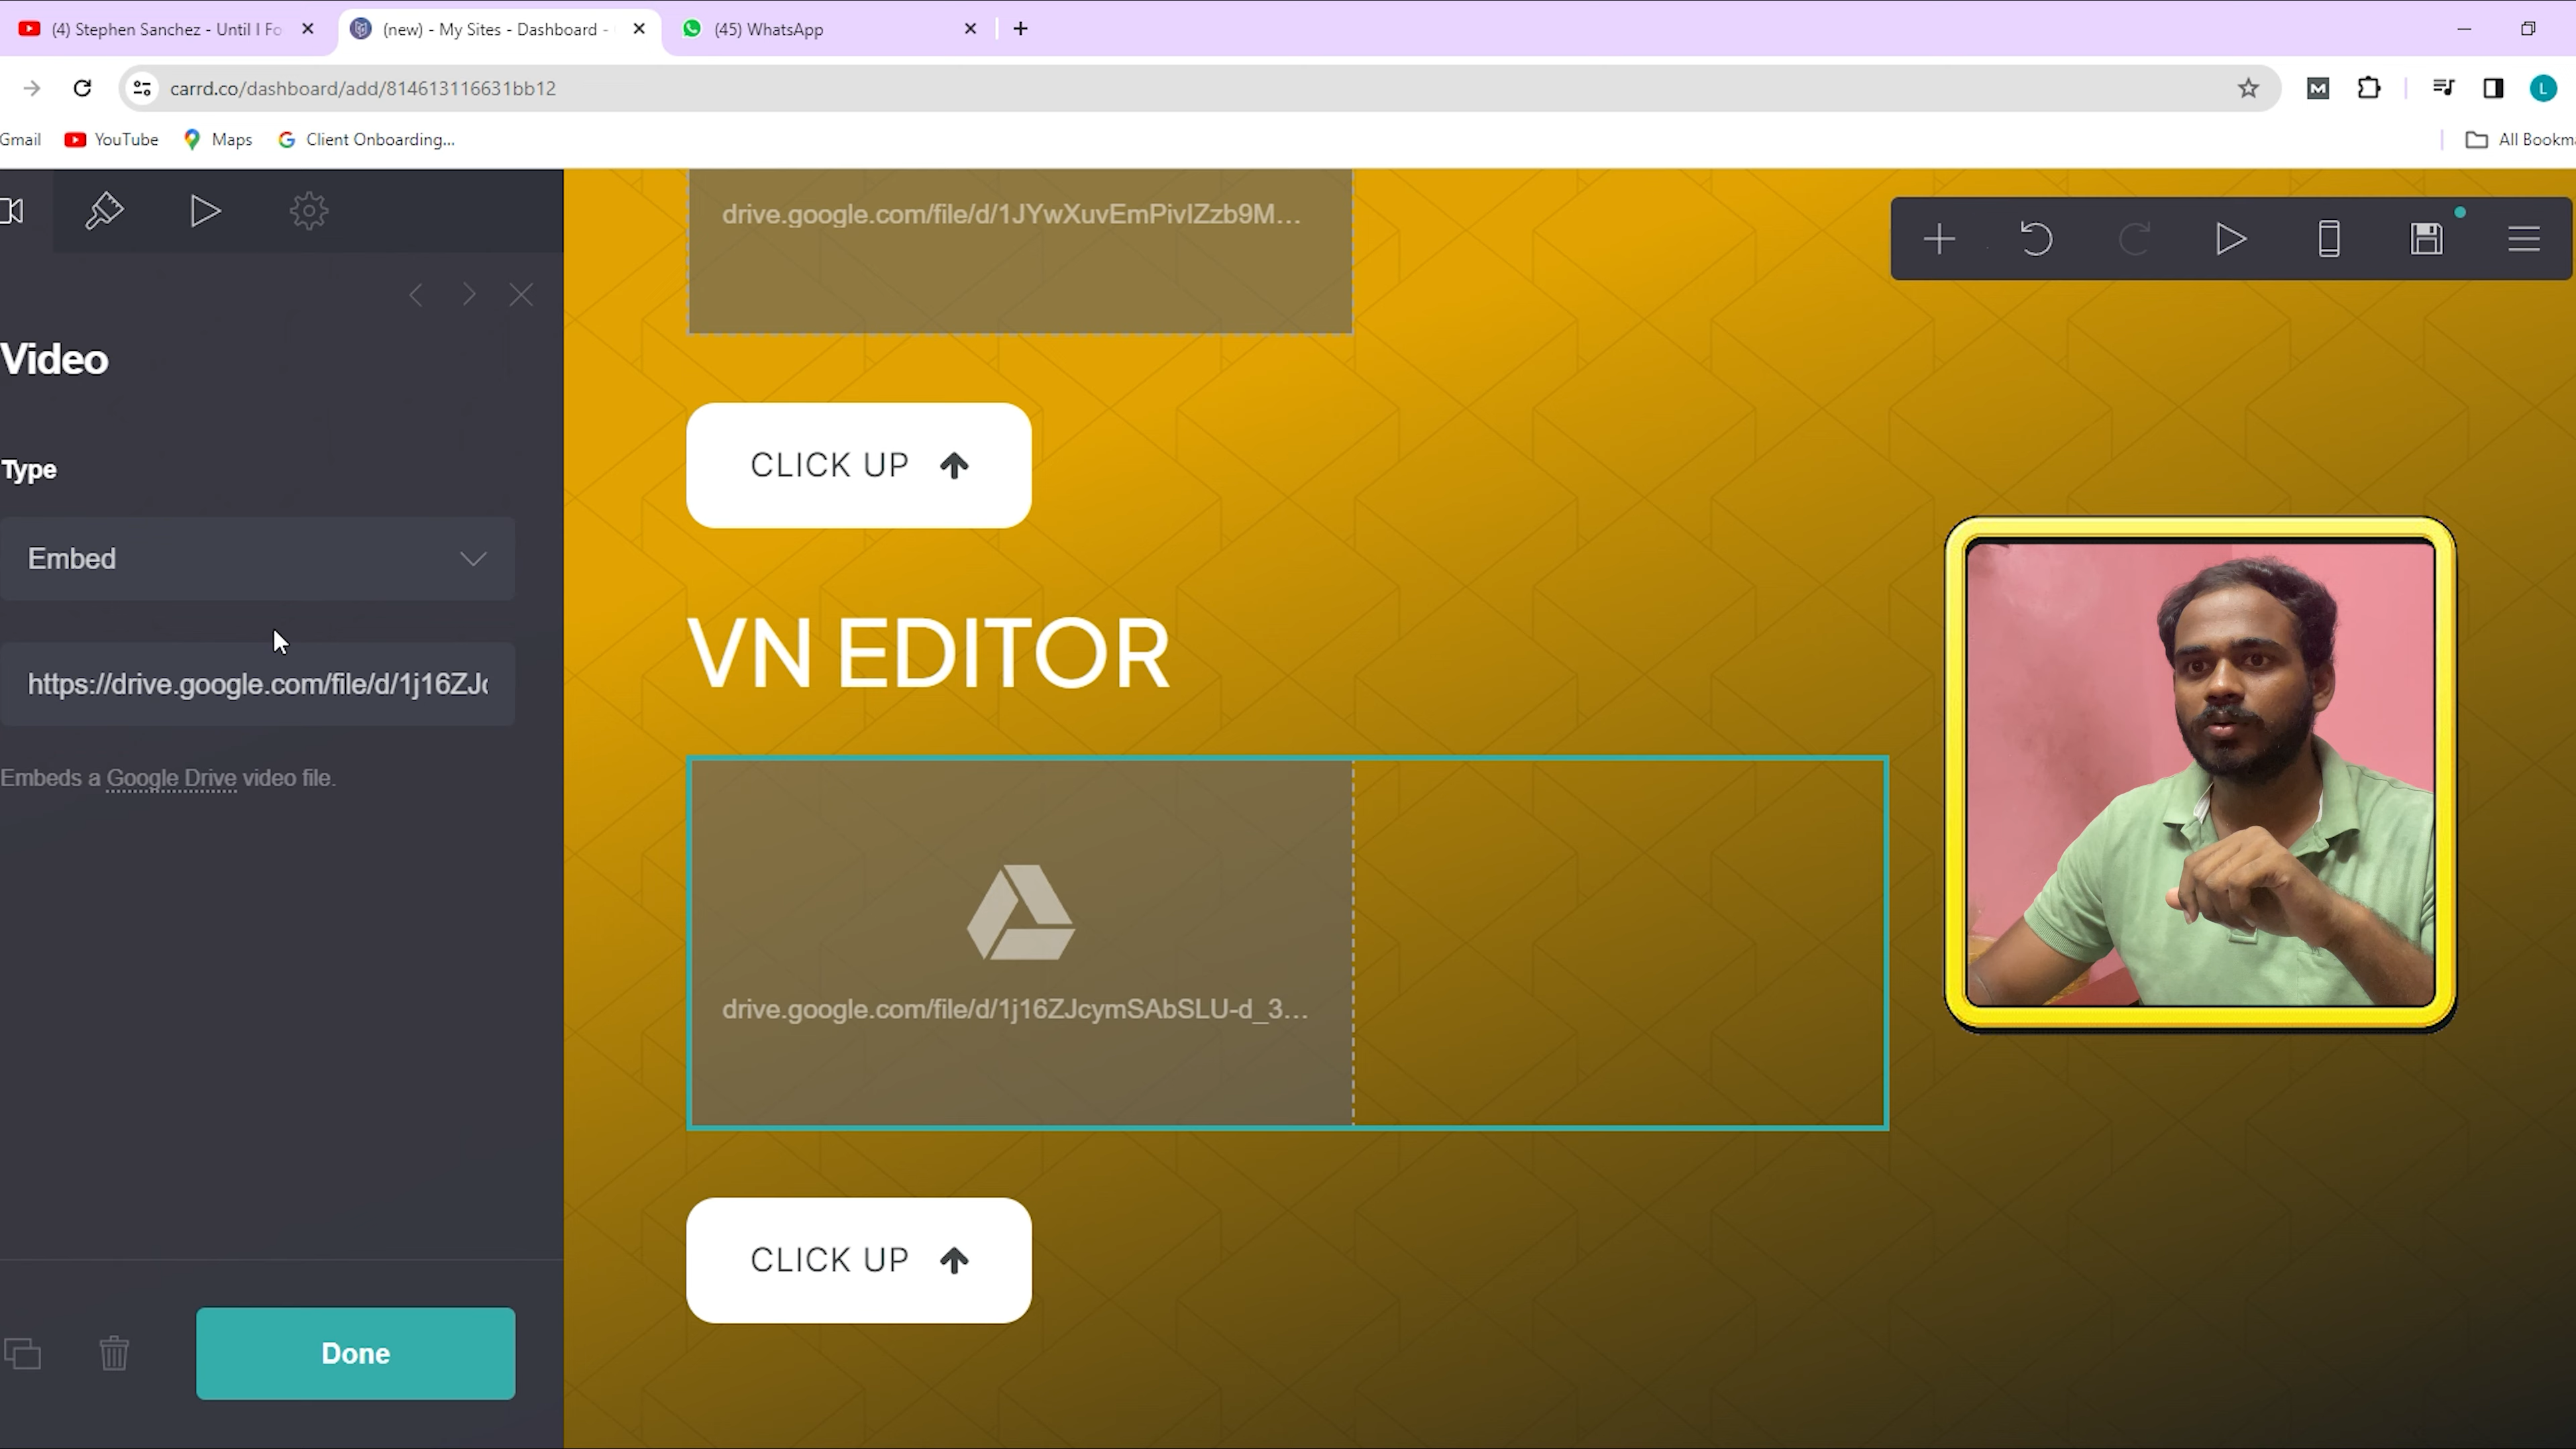 (4) Stephen Sanchez - Until I Fo
(new) - My Sites - Dashboard -
(45) WhatsApp
carrd.co/dashboard/add/814613116631bb12
Gmail
YouTube
Maps
Client Onboarding...
All Bookm
L
drive.google.com/file/d/1JYwXuvEmPivIZzb9M...
Video
CLICK UP
Type
Embed
VN EDITOR
https://drive.google.com/file/d/1j16ZJc
Embeds a Google Drive video file.
drive.google.com/file/d/1j16ZJcymSAbSLU-d_3...
CLICK UP
Done